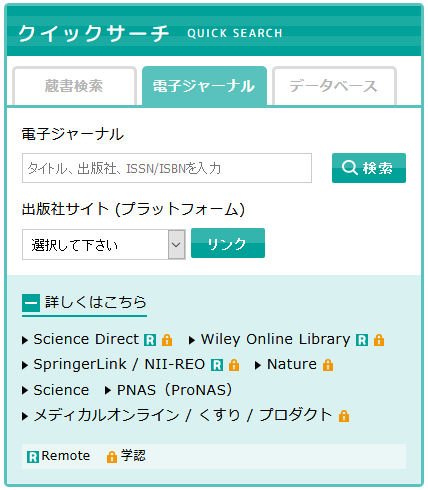 クイックサーチ QUICK SEARCH
蔵書検索 電子ジャーナル データベース
電子ジャーナル
タイトル、出版社、ISSN/ISBNを入力 検索
出版社サイト (プラットフォーム)
選択して下さい リンク
詳しくはこちら
Science Direct R Wiley Online Library R
SpringerLink / NII-REO R Nature
Science PNAS（ProNAS）
メディカルオンライン / くすり / プロダクト
R Remote 学認